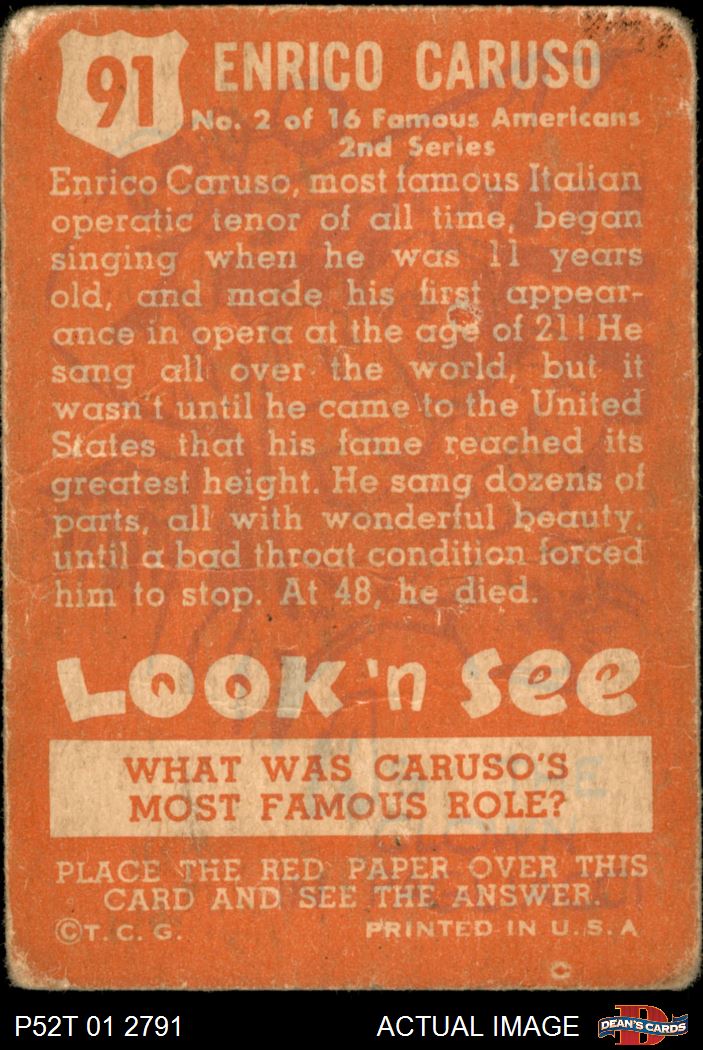 91
ENRICO CARUSO
No. 2 of 16 Famous Americans
2nd Series
Enrico Caruso, most famous Italian
operatic tenor of all time, began
singing when he was 11 years
old, and made his first appear-
ance in opera at the age of 21! He
sang all over the world, but it
wasn't until he came to the United
States that his fame reached its
greatest height. He sang dozens of
parts, all with wonderful beauty,
until a bad throat condition forced
him to stop. At 48, he died.
LOOK 'n SEE
WHAT WAS CARUSO'S
MOST FAMOUS ROLE?
THE
CLOWN
PLACE THE RED PAPER OVER THIS
CARD AND SEE THE ANSWER.
©T. C. G. PRINTED IN U. S. A
P52T 01 2791 ACTUAL IMAGE DEAN'S CARDS